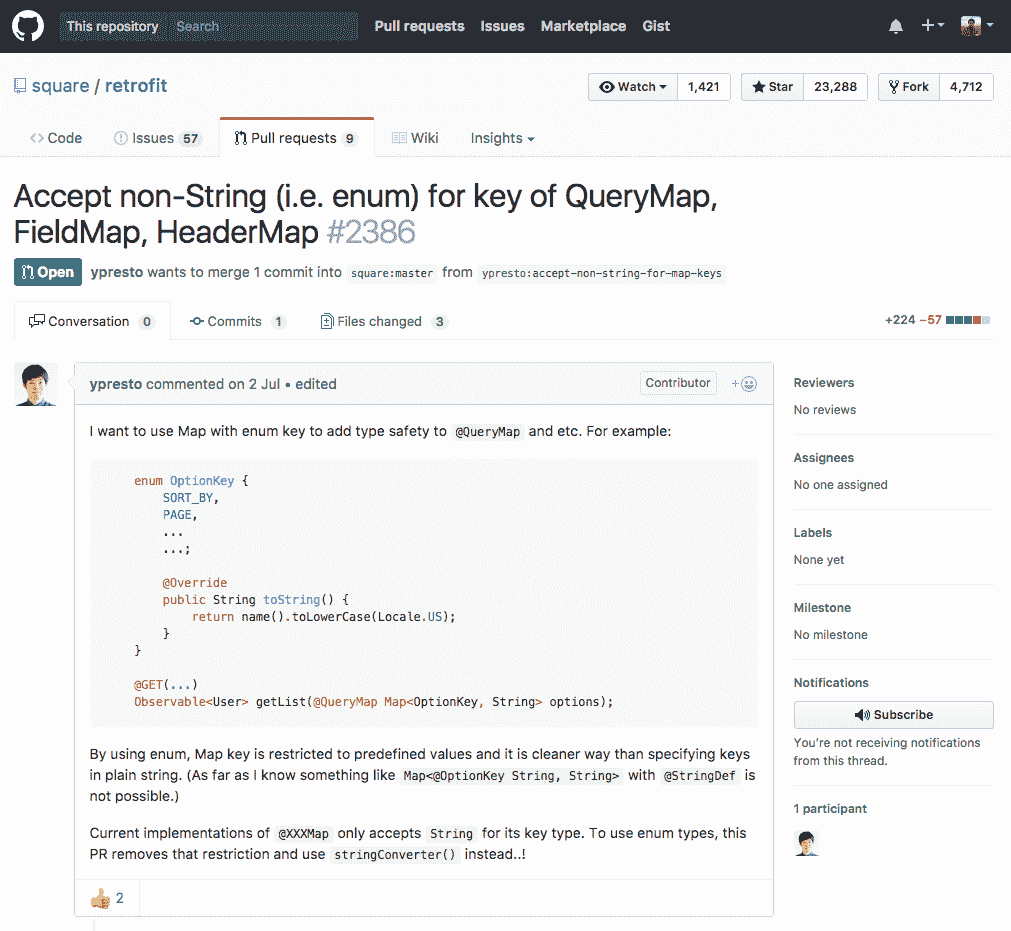 This repository Search Pull requests Issues Marketplace Gist
square / retrofit
Watch 1,421 Star 23,288 Fork 4,712
Code Issues 57 Pull requests 9 Wiki Insights
Accept non-String (i.e. enum) for key of QueryMap,
FieldMap, HeaderMap #2386
Open ypresto wants to merge 1 commit into square:master from ypresto:accept-non-string-for-map-keys
Conversation 0 Commits 1 Files changed 3 +224 −57
ypresto commented on 2 Jul • edited Contributor +
I want to use Map with enum key to add type safety to @QueryMap and etc. For example:
enum OptionKey {
SORT_BY,
PAGE,
...
...;
@Override
public String toString() {
return name().toLowerCase(Locale.US);
}
}
@GET(...)
Observable<User> getList(@QueryMap Map<OptionKey, String> options);
By using enum, Map key is restricted to predefined values and it is cleaner way than specifying keys
in plain string. (As far as I know something like Map<@OptionKey String, String> with @StringDef is
not possible.)
Current implementations of @XXXMap only accepts String for its key type. To use enum types, this
PR removes that restriction and use stringConverter() instead..!
2
Reviewers
No reviews
Assignees
No one assigned
Labels
None yet
Milestone
No milestone
Notifications
Subscribe
You're not receiving notifications
from this thread.
1 participant